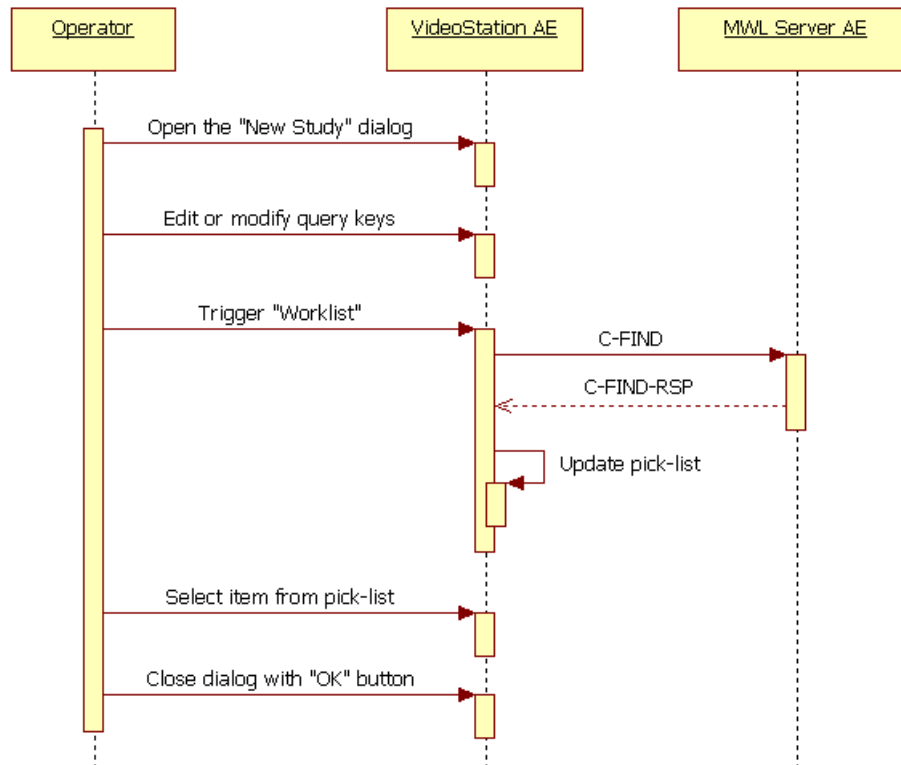 Operator
VideoStation AE
MWL Server AE
Open the "New Study" dialog
Edit or modify query keys
Trigger "Worklist"
C-FIND
C-FIND-RSP
Update pick-list
Select item from pick-list
Close dialog with "OK" button